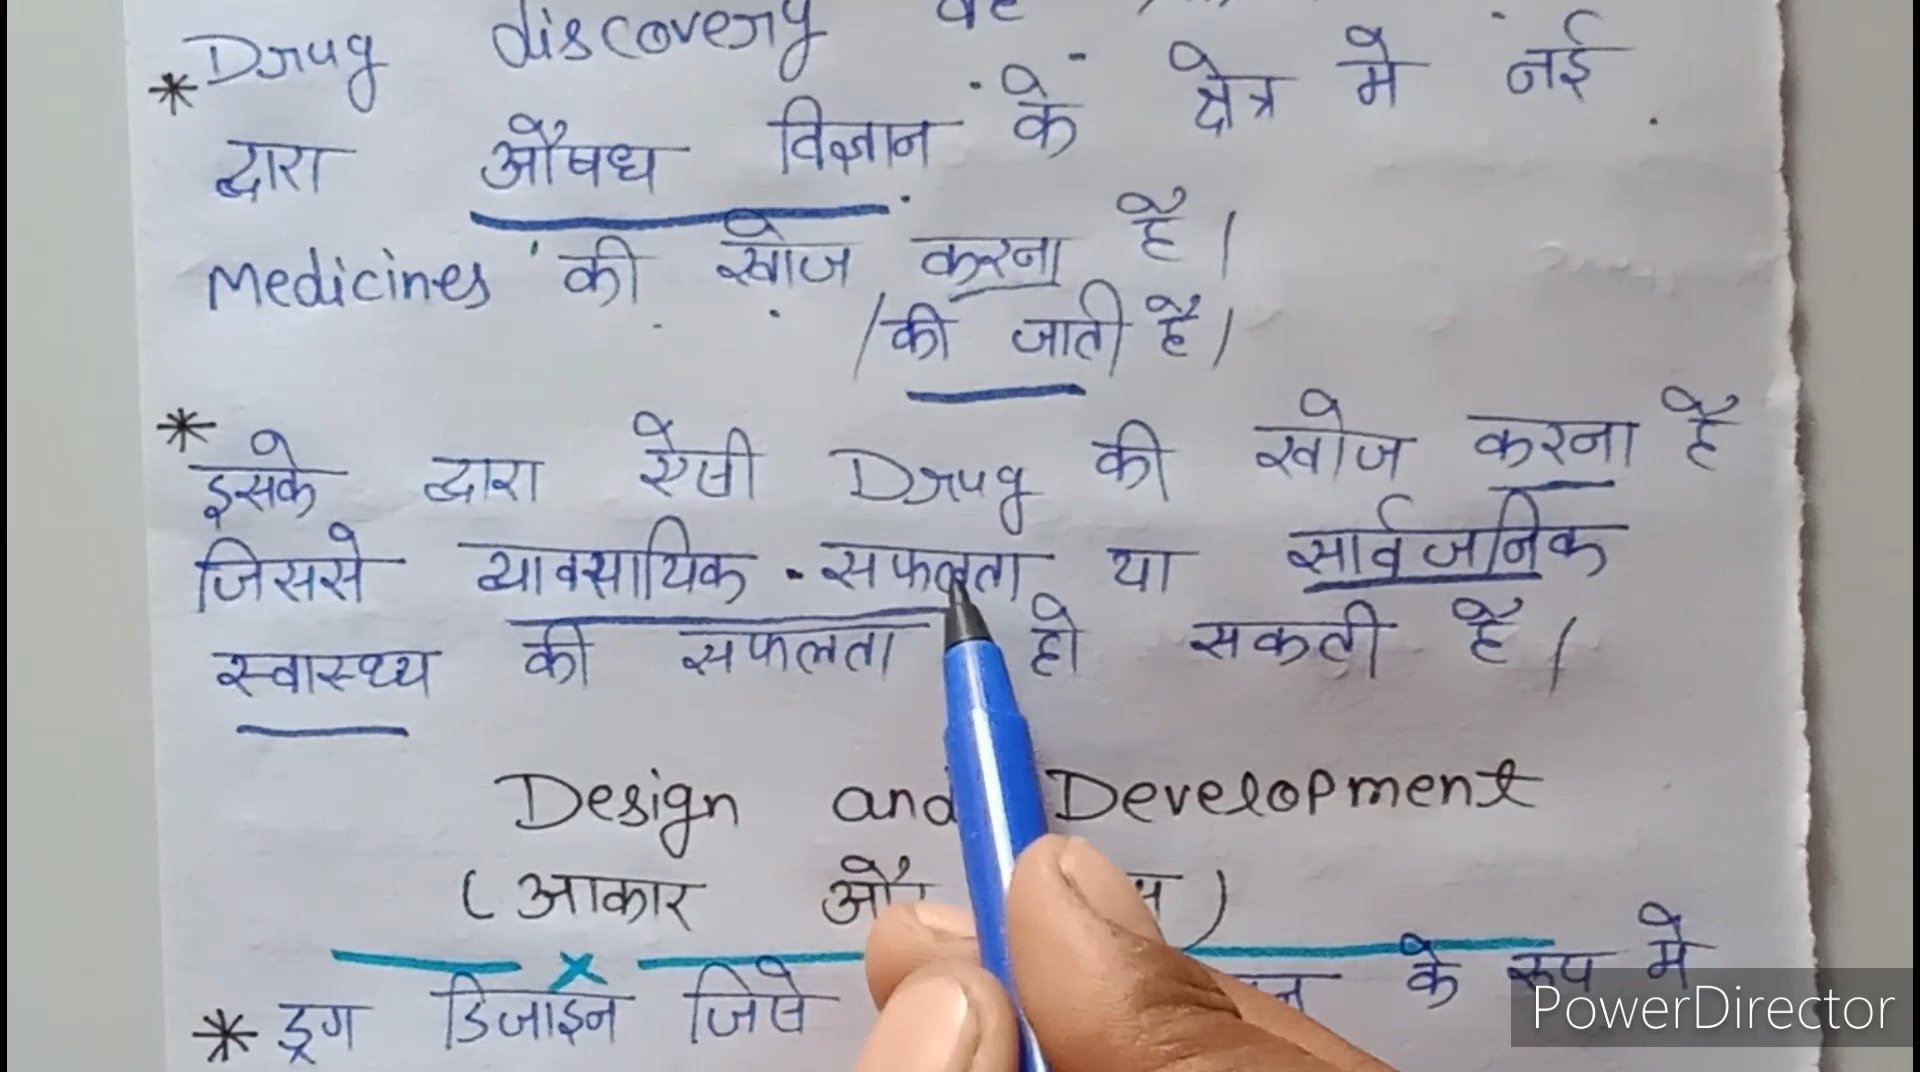 * Drug discovery
द्वारा औषध विज्ञान के क्षेत्र में नई
Medicines की खोज करना है।
/की जाती है।
* इसके द्वारा ऐसी Drug की खोज करना है
जिससे व्यावसायिक सफलता या सार्वजनिक
स्वास्थ्य की सफलता हो सकती है।
Design and Development
(आकार और )
* ड्रग डिजाइन जिसे के रूप मे
PowerDirector